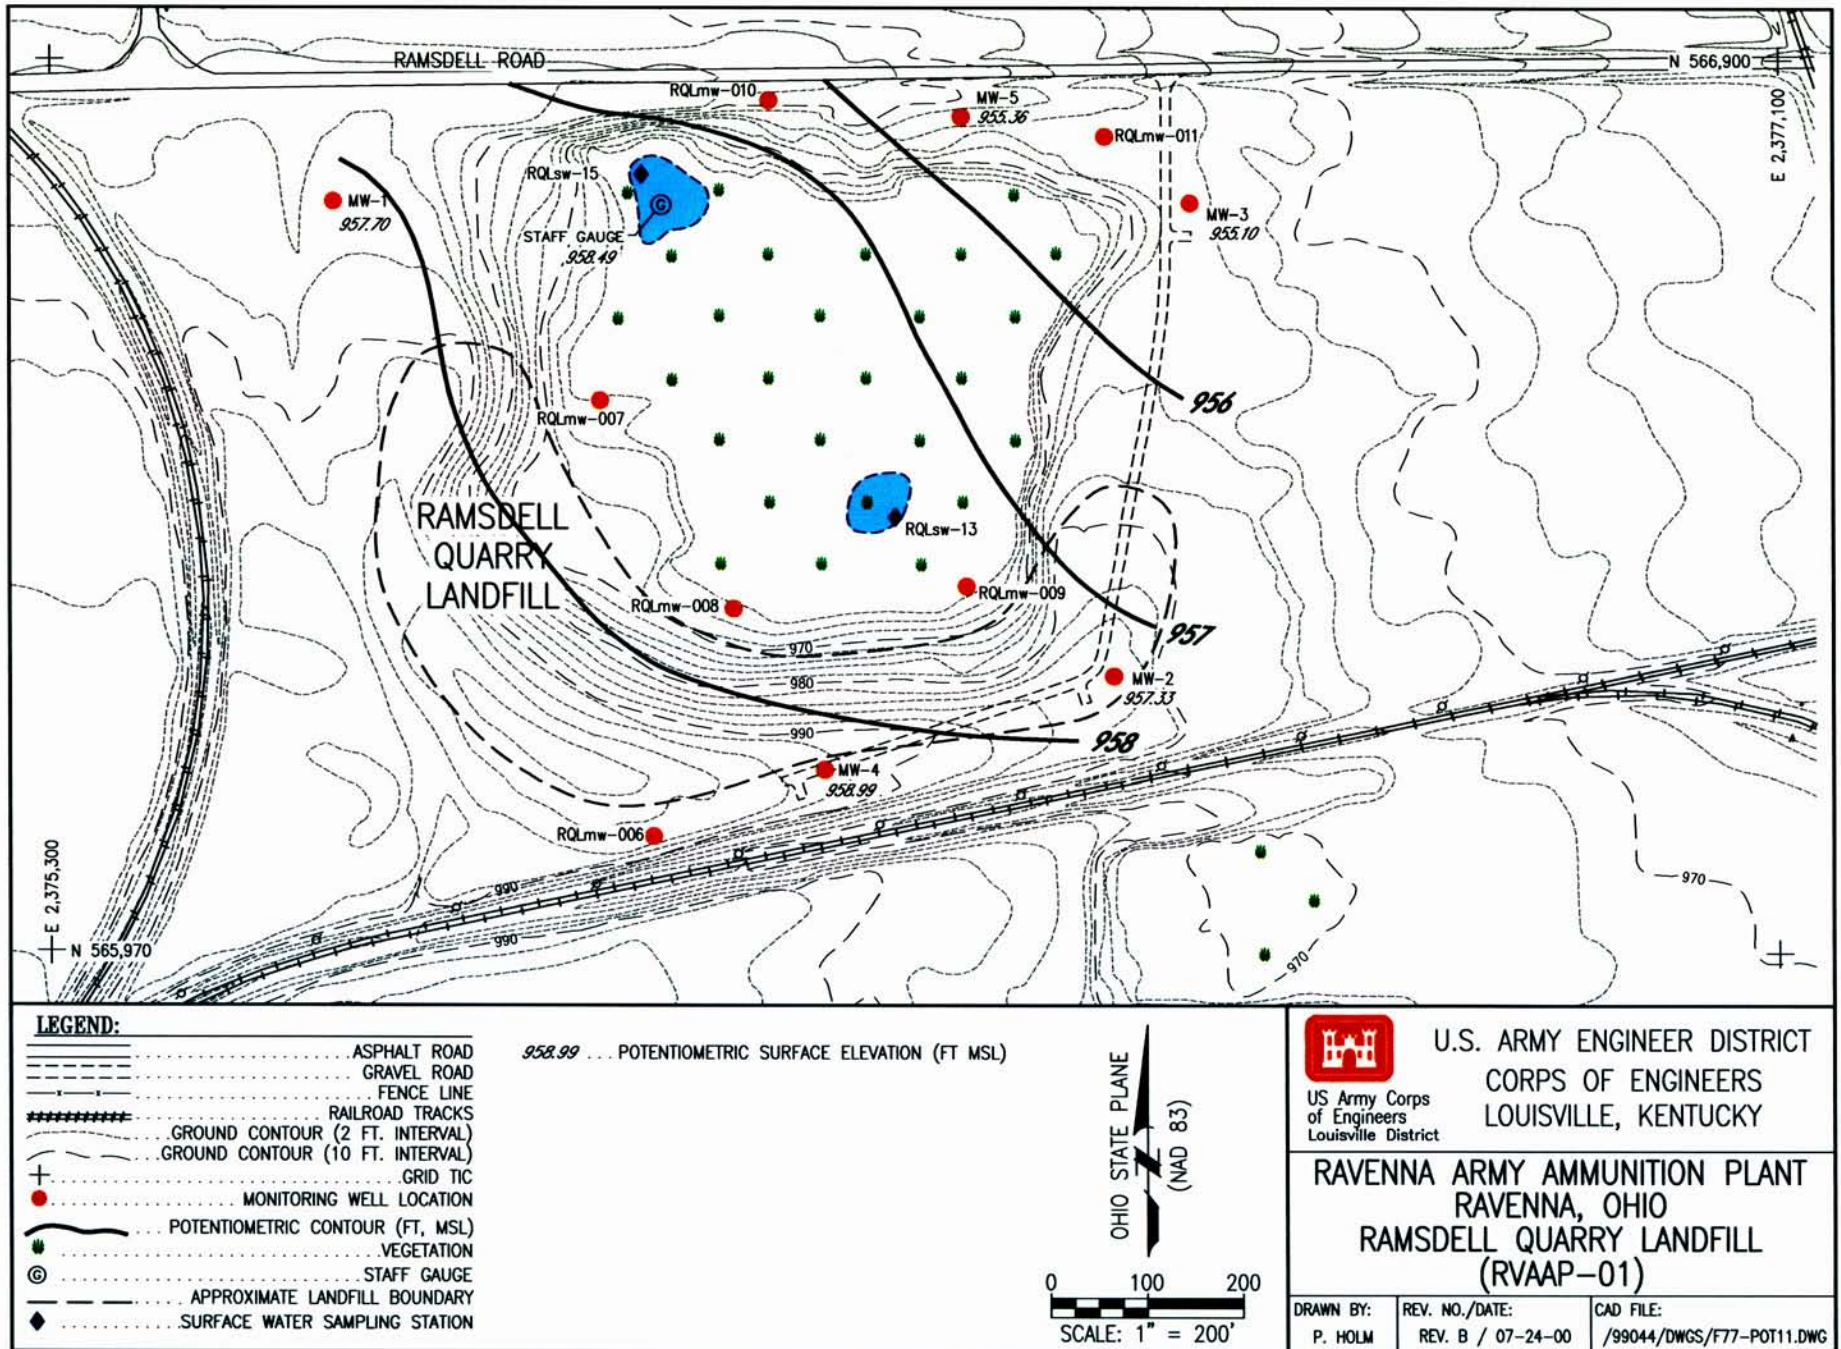 RAMSDELL ROAD
N 566,900
E 2,377,100
RQLmw-010
MW-5
955.36
RQLmw-011
RQLsw-15
MW-1
957.70
G
STAFF GAUGE
958.49
MW-3
955.10
956
RQLmw-007
RAMSDELL
QUARRY
LANDFILL
RQLsw-13
RQLmw-008
RQLmw-009
957
970
980
MW-2
957.33
990
958
MW-4
958.99
RQLmw-006
E 2,375,300
990
990
970
970
N 565,970
LEGEND:
ASPHALT ROAD
GRAVEL ROAD
FENCE LINE
RAILROAD TRACKS
GROUND CONTOUR (2 FT. INTERVAL)
GROUND CONTOUR (10 FT. INTERVAL)
GRID TIC
MONITORING WELL LOCATION
POTENTIOMETRIC CONTOUR (FT, MSL)
VEGETATION
G STAFF GAUGE
APPROXIMATE LANDFILL BOUNDARY
SURFACE WATER SAMPLING STATION
958.99 ... POTENTIOMETRIC SURFACE ELEVATION (FT MSL)
OHIO STATE PLANE
(NAD 83)
0 100 200
SCALE: 1" = 200'
US Army Corps
of Engineers
Louisville District
U.S. ARMY ENGINEER DISTRICT
CORPS OF ENGINEERS
LOUISVILLE, KENTUCKY
RAVENNA ARMY AMMUNITION PLANT
RAVENNA, OHIO
RAMSDELL QUARRY LANDFILL
(RVAAP-01)
DRAWN BY:
P. HOLM
REV. NO./DATE:
REV. B / 07-24-00
CAD FILE:
/99044/DWGS/F77-POT11.DWG